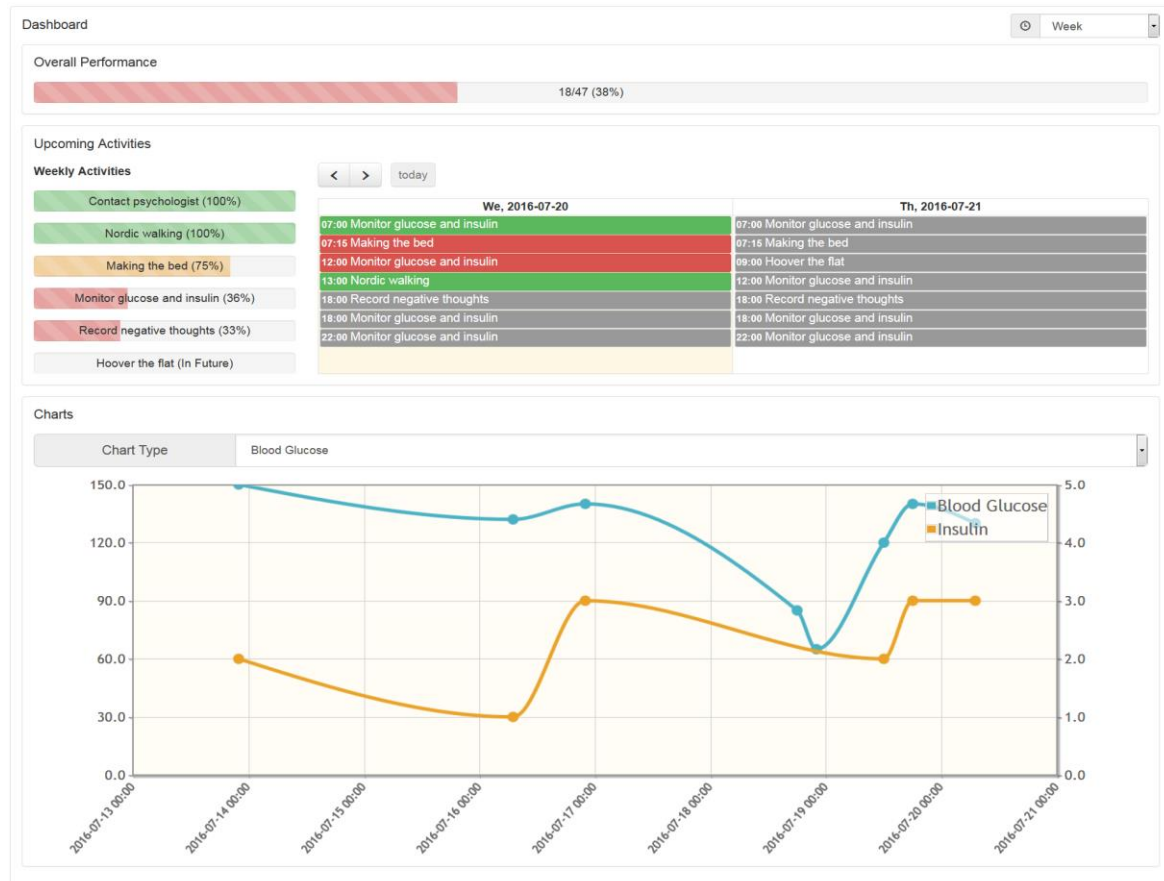 Dashboard
Week
Overall Performance
18/47 (38%)
Upcoming Activities
Weekly Activities
Contact psychologist (100%)
Nordic walking (100%)
Making the bed (75%)
Monitor glucose and insulin (36%)
Record negative thoughts (33%)
Hoover the flat (In Future)
< > today
We, 2016-07-20
07:00 Monitor glucose and insulin
07:15 Making the bed
12:00 Monitor glucose and insulin
13:00 Nordic walking
18:00 Record negative thoughts
18:00 Monitor glucose and insulin
22:00 Monitor glucose and insulin
Th, 2016-07-21
07:00 Monitor glucose and insulin
07:15 Making the bed
09:00 Hoover the flat
12:00 Monitor glucose and insulin
18:00 Record negative thoughts
18:00 Monitor glucose and insulin
22:00 Monitor glucose and insulin
Charts
Chart Type
Blood Glucose
150.0
120.0
90.0
60.0
30.0
0.0
5.0
4.0
3.0
2.0
1.0
0.0
Blood Glucose
Insulin
2016-07-13 00:00
2016-07-14 00:00
2016-07-15 00:00
2016-07-16 00:00
2016-07-17 00:00
2016-07-18 00:00
2016-07-19 00:00
2016-07-20 00:00
2016-07-21 00:00